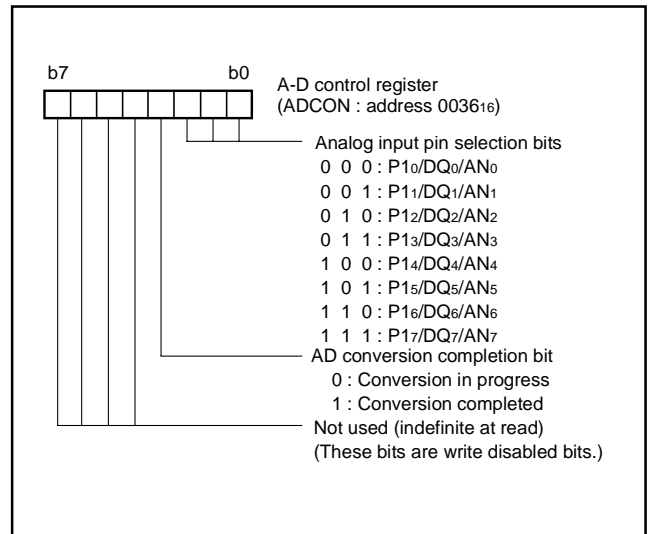 b7 b0
A-D control register
(ADCON : address 003616)
Analog input pin selection bits
0 0 0 : P10/DQ0/AN0
0 0 1 : P11/DQ1/AN1
0 1 0 : P12/DQ2/AN2
0 1 1 : P13/DQ3/AN3
1 0 0 : P14/DQ4/AN4
1 0 1 : P15/DQ5/AN5
1 1 0 : P16/DQ6/AN6
1 1 1 : P17/DQ7/AN7
AD conversion completion bit
0 : Conversion in progress
1 : Conversion completed
Not used (indefinite at read)
(These bits are write disabled bits.)